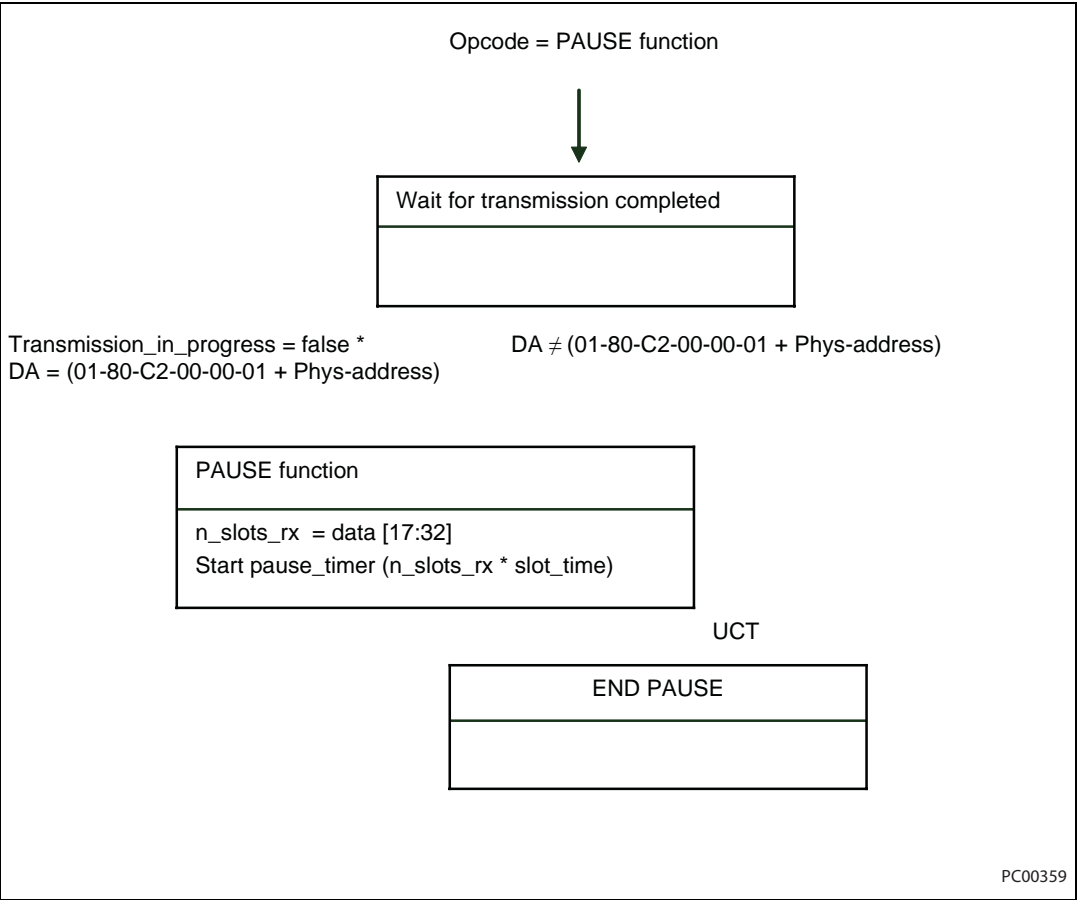 Opcode = PAUSE function
Wait for transmission completed
Transmission_in_progress = false *
DA = (01-80-C2-00-00-01 + Phys-address)
DA ≠ (01-80-C2-00-00-01 + Phys-address)
PAUSE function
n_slots_rx = data [17:32]
Start pause_timer (n_slots_rx * slot_time)
UCT
END PAUSE
PC00359